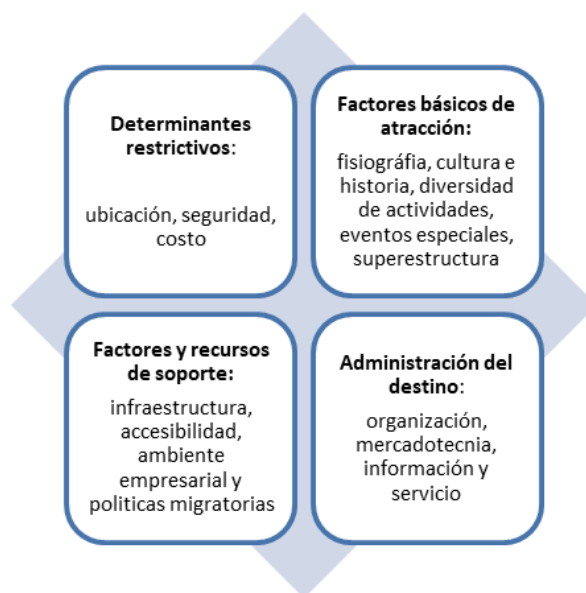 Determinantes
restrictivos:
ubicación, seguridad,
costo
Factores básicos de
atracción:
fisiográfia, cultura e
historia, diversidad
de actividades,
eventos especiales,
superestructura
Factores y recursos
de soporte:
infraestructura,
accesibilidad,
ambiente
empresarial y
politicas migratorias
Administración del
destino:
organización,
mercadotecnia,
información y
servicio